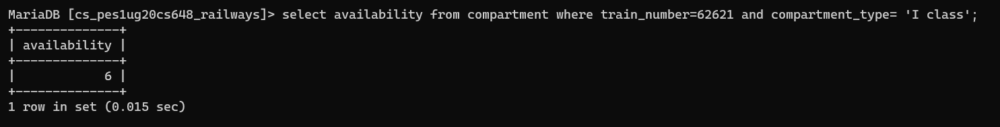 MariaDB [cs_pes1ug20cs648_railways]> select availability from compartment where train_number=62621 and compartment_type= 'I class';
+--------------+
| availability |
+--------------+
|            6 |
+--------------+
1 row in set (0.015 sec)